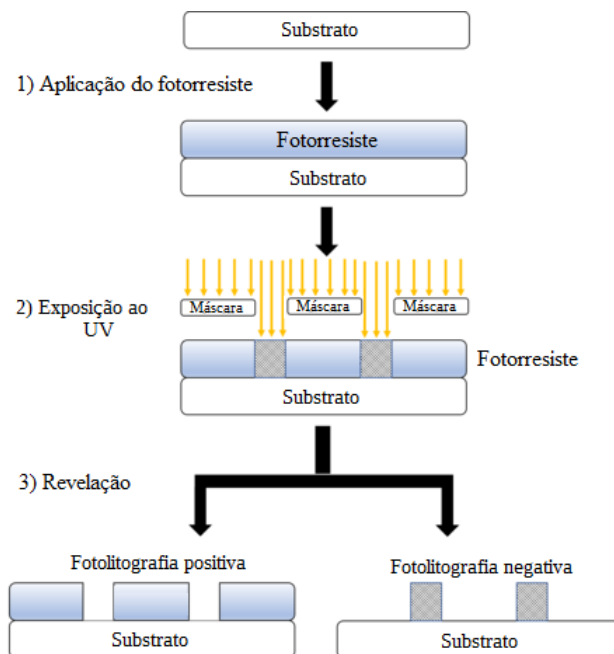 Substrato
1) Aplicação do fotorresiste
Fotorresiste
Substrato
2) Exposição ao
UV
Máscara
Máscara
Máscara
Fotorresiste
Substrato
3) Revelação
Fotolitografia positiva
Fotolitografia negativa
Substrato
Substrato